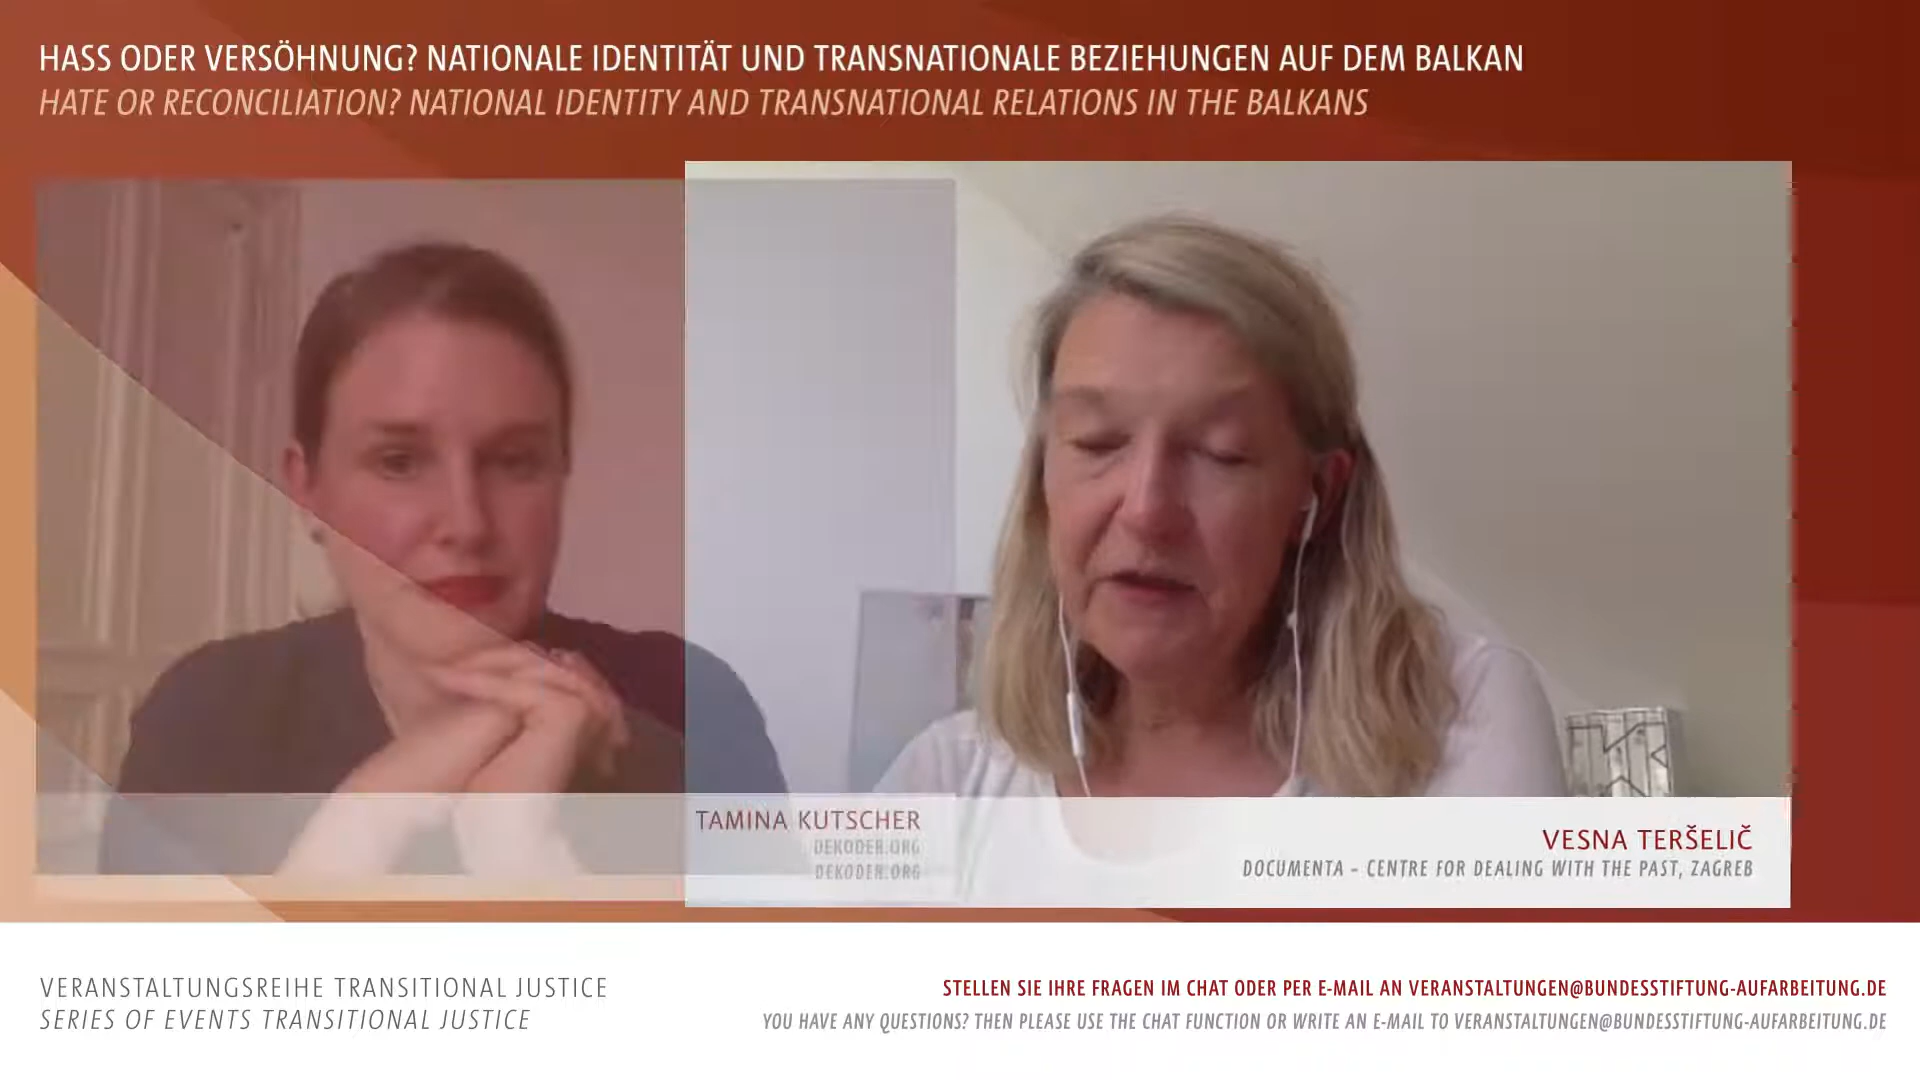 HASS ODER VERSÖHNUNG? NATIONALE IDENTITÄT UND TRANSNATIONALE BEZIEHUNGEN AUF DEM BALKAN
HATE OR RECONCILIATION? NATIONAL IDENTITY AND TRANSNATIONAL RELATIONS IN THE BALKANS
TAMINA KUTSCHER
DEKODER.ORG
DEKODER.ORG
VESNA TERŠELIČ
DOCUMENTA – CENTRE FOR DEALING WITH THE PAST, ZAGREB
VERANSTALTUNGSREIHE TRANSITIONAL JUSTICE
SERIES OF EVENTS TRANSITIONAL JUSTICE
STELLEN SIE IHRE FRAGEN IM CHAT ODER PER E-MAIL AN VERANSTALTUNGEN@BUNDESSTIFTUNG-AUFARBEITUNG.DE
YOU HAVE ANY QUESTIONS? THEN PLEASE USE THE CHAT FUNCTION OR WRITE AN E-MAIL TO VERANSTALTUNGEN@BUNDESSTIFTUNG-AUFARBEITUNG.DE